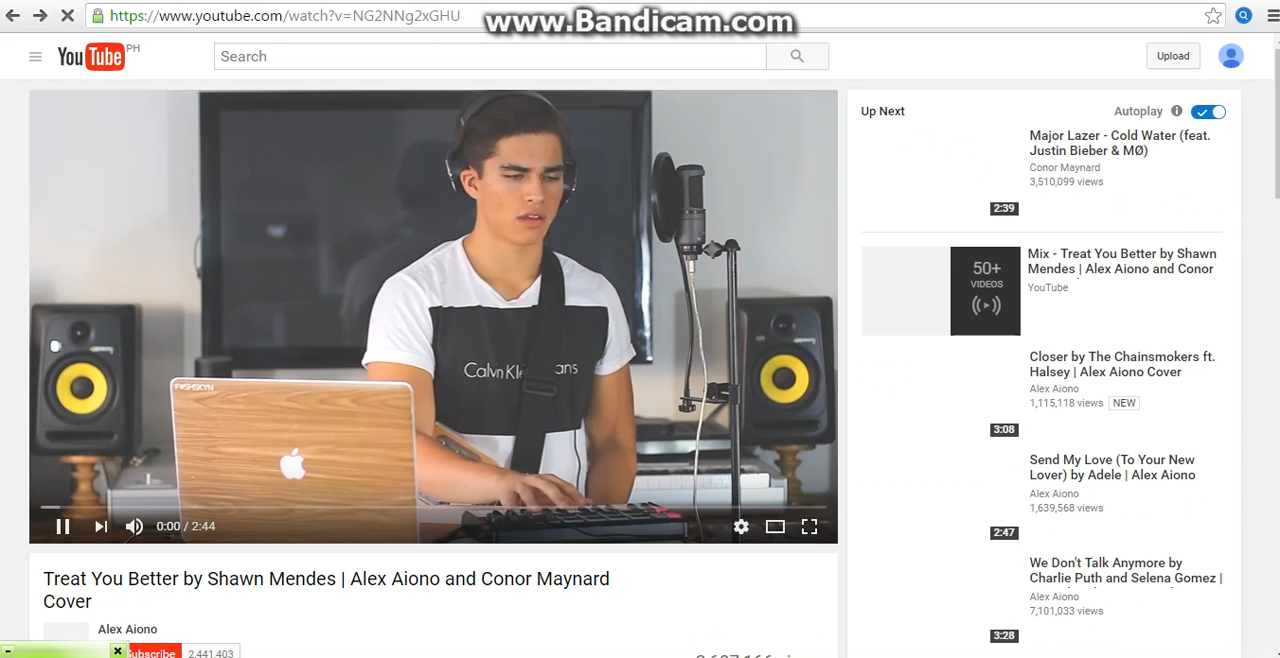 https://www.youtube.com/watch?v=NG2NNg2xGHU
www.Bandicam.com
YouTube PH
Search
Upload
Up Next
Autoplay
Major Lazer - Cold Water (feat.
Justin Bieber & MØ)
Conor Maynard
3,510,099 views
2:39
50+
VIDEOS
Mix - Treat You Better by Shawn
Mendes | Alex Aiono and Conor
YouTube
Closer by The Chainsmokers ft.
Halsey | Alex Aiono Cover
Alex Aiono
1,115,118 views NEW
3:08
Send My Love (To Your New
Lover) by Adele | Alex Aiono
Alex Aiono
1,639,568 views
2:47
We Don't Talk Anymore by
Charlie Puth and Selena Gomez |
Alex Aiono
7,101,033 views
3:28
Calvin Kle ans
0:00 / 2:44
Treat You Better by Shawn Mendes | Alex Aiono and Conor Maynard
Cover
Alex Aiono
ubscribe 2,441,403